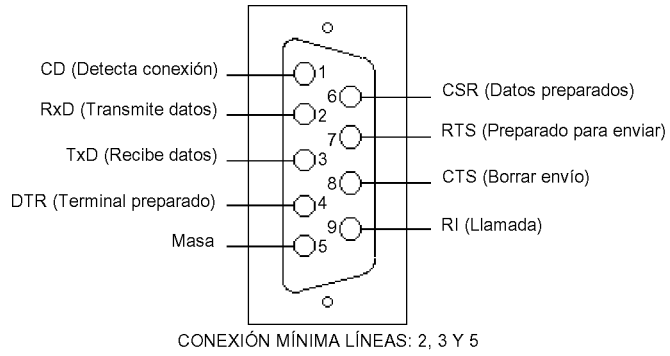 CD (Detecta conexión)
RxD (Transmite datos)
TxD (Recibe datos)
DTR (Terminal preparado)
Masa
1
2
3
4
5
6
7
8
9
CSR (Datos preparados)
RTS (Preparado para enviar)
CTS (Borrar envío)
RI (Llamada)
CONEXIÓN MÍNIMA LÍNEAS: 2, 3 Y 5